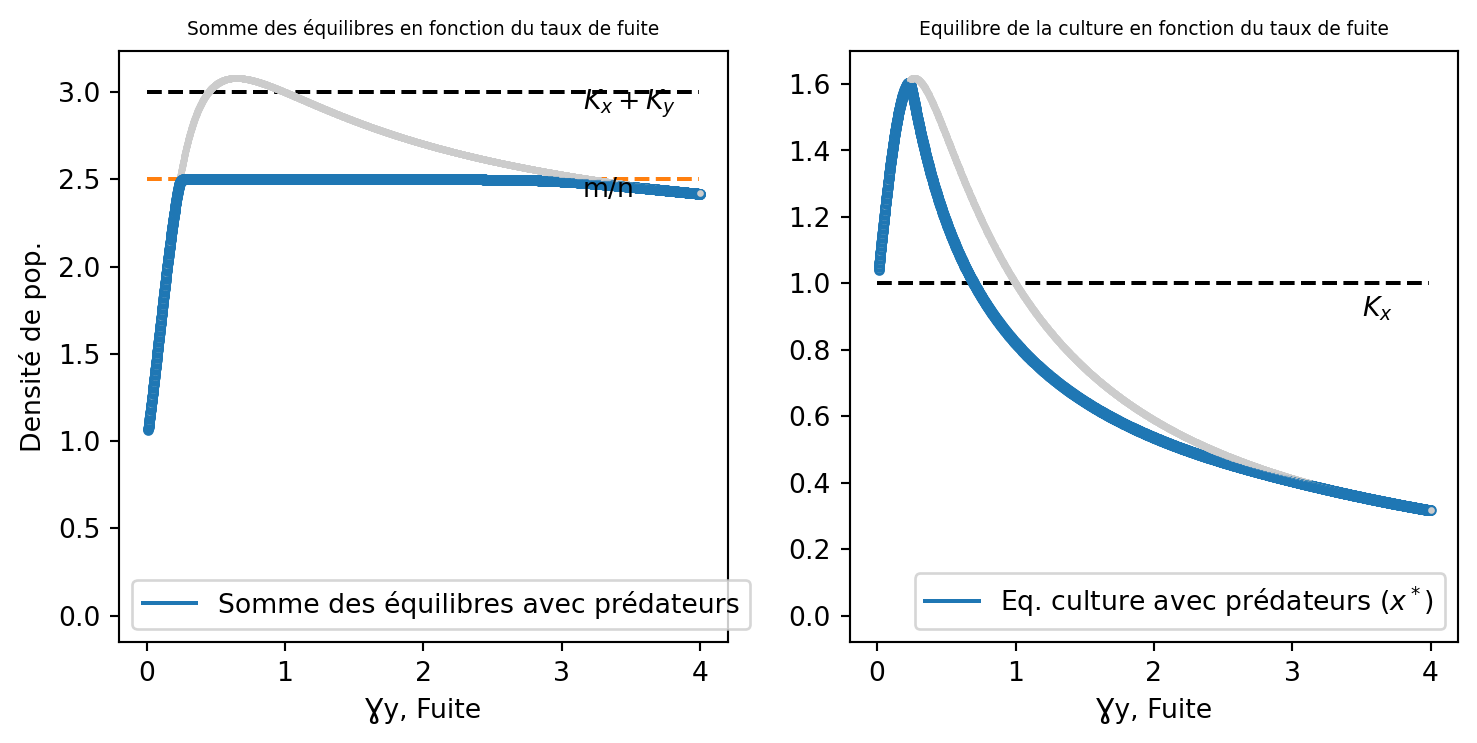 Somme des équilibres en fonction du taux de fuite
3.0
2.5
2.0
1.5
1.0
0.5
0.0
Densité de pop.
Kx + Ky
m/n
Somme des équilibres avec prédateurs
0 1 2 3 4
Ɣy, Fuite
Equilibre de la culture en fonction du taux de fuite
1.6
1.4
1.2
1.0
0.8
0.6
0.4
0.2
0.0
Kx
Eq. culture avec prédateurs (x*)
0 1 2 3 4
Ɣy, Fuite